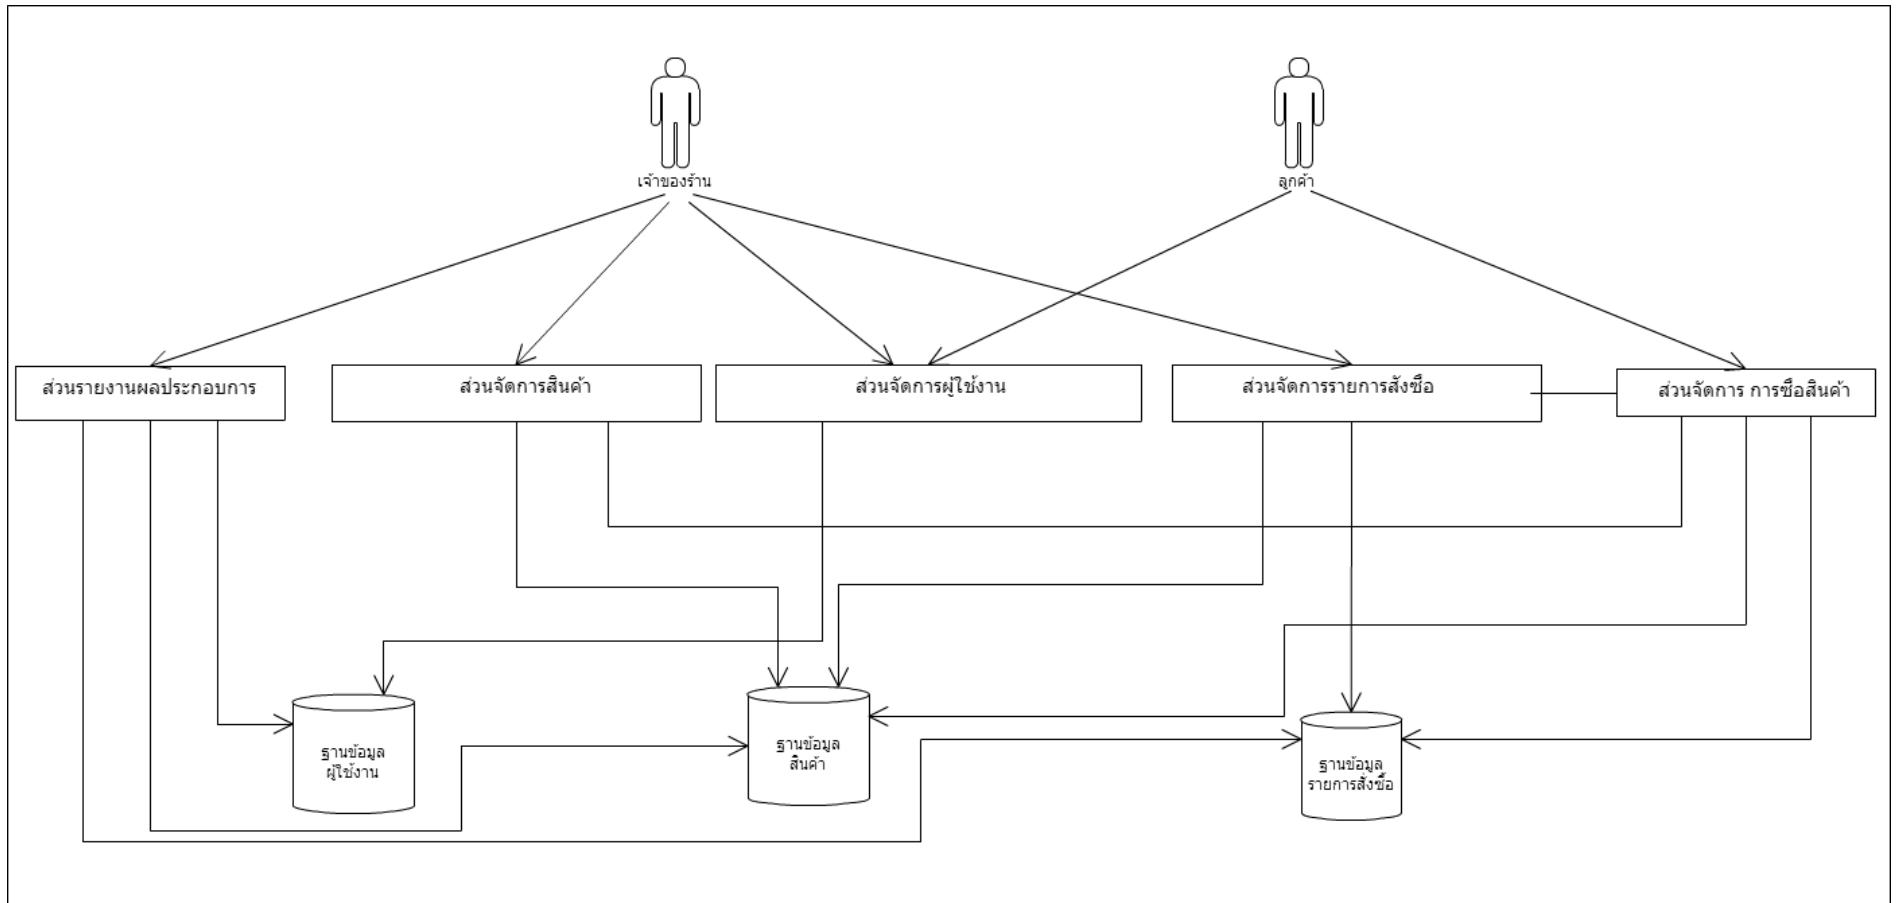 เจ้าของร้าน
ลูกค้า
ส่วนรายงานผลประกอบการ
ส่วนจัดการสินค้า
ส่วนจัดการผู้ใช้งาน
ส่วนจัดการรายการสั่งซื้อ
ส่วนจัดการ การซื้อสินค้า
ฐานข้อมูล
ผู้ใช้งาน
ฐานข้อมูล
สินค้า
ฐานข้อมูล
รายการสั่งซื้อ